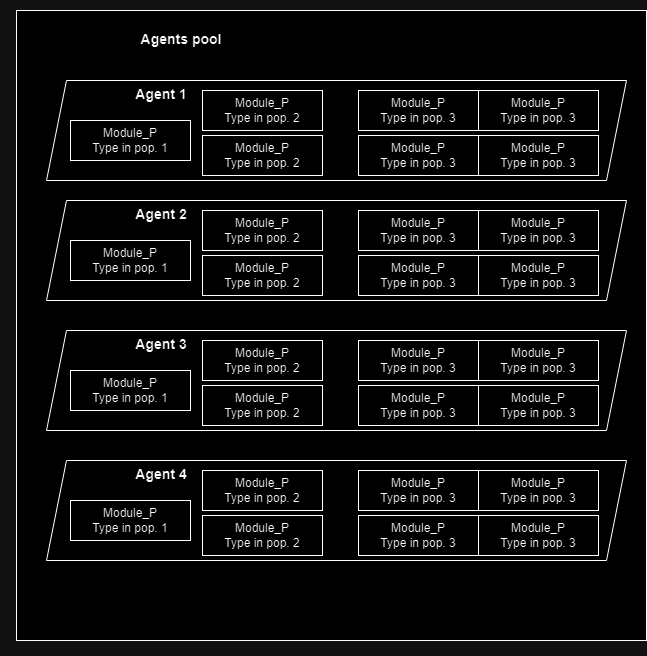 Agents pool
Agent 1
Module_P
Type in pop. 1
Module_P
Type in pop. 2
Module_P
Type in pop. 2
Module_P
Type in pop. 3
Module_P
Type in pop. 3
Module_P
Type in pop. 3
Module_P
Type in pop. 3
Agent 2
Module_P
Type in pop. 1
Module_P
Type in pop. 2
Module_P
Type in pop. 2
Module_P
Type in pop. 3
Module_P
Type in pop. 3
Module_P
Type in pop. 3
Module_P
Type in pop. 3
Agent 3
Module_P
Type in pop. 1
Module_P
Type in pop. 2
Module_P
Type in pop. 2
Module_P
Type in pop. 3
Module_P
Type in pop. 3
Module_P
Type in pop. 3
Module_P
Type in pop. 3
Agent 4
Module_P
Type in pop. 1
Module_P
Type in pop. 2
Module_P
Type in pop. 2
Module_P
Type in pop. 3
Module_P
Type in pop. 3
Module_P
Type in pop. 3
Module_P
Type in pop. 3